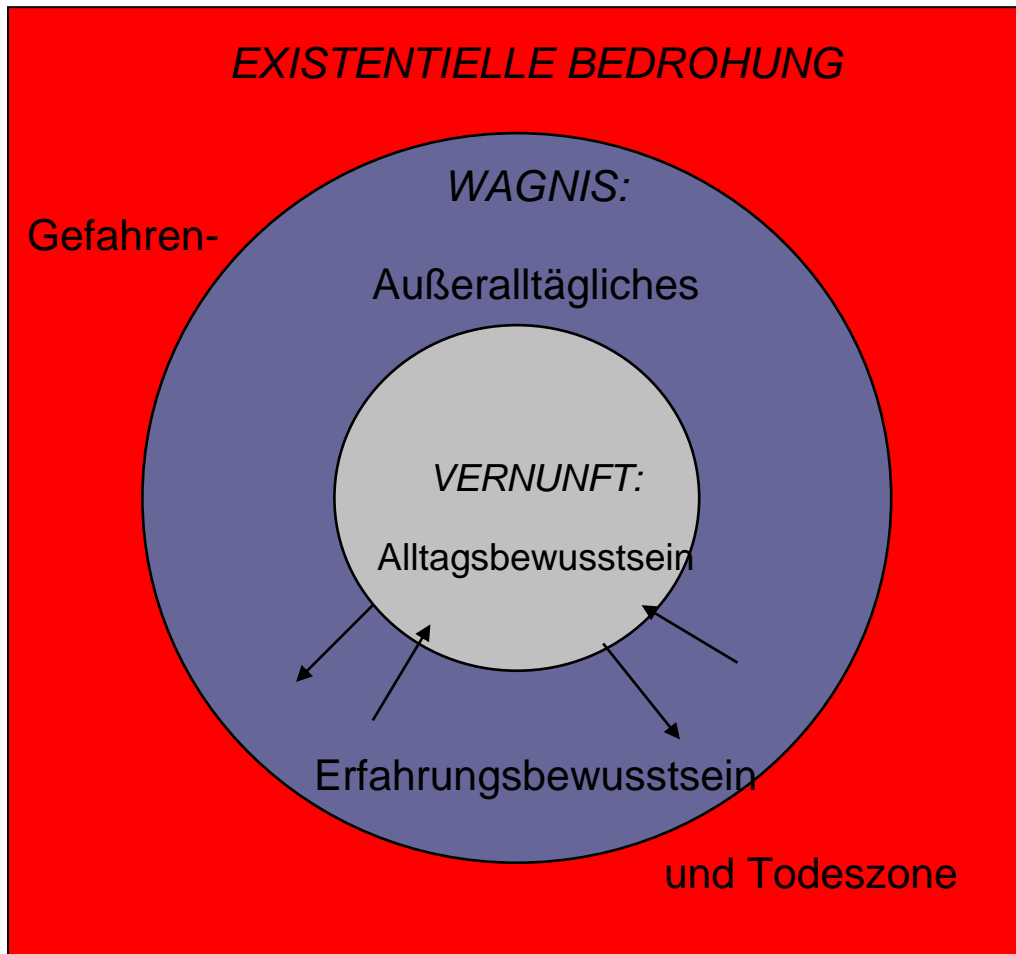 EXISTENTIELLE BEDROHUNG
WAGNIS:
Gefahren-
Außeralltägliches
VERNUNFT:
Alltagsbewusstsein
Erfahrungsbewusstsein
und Todeszone